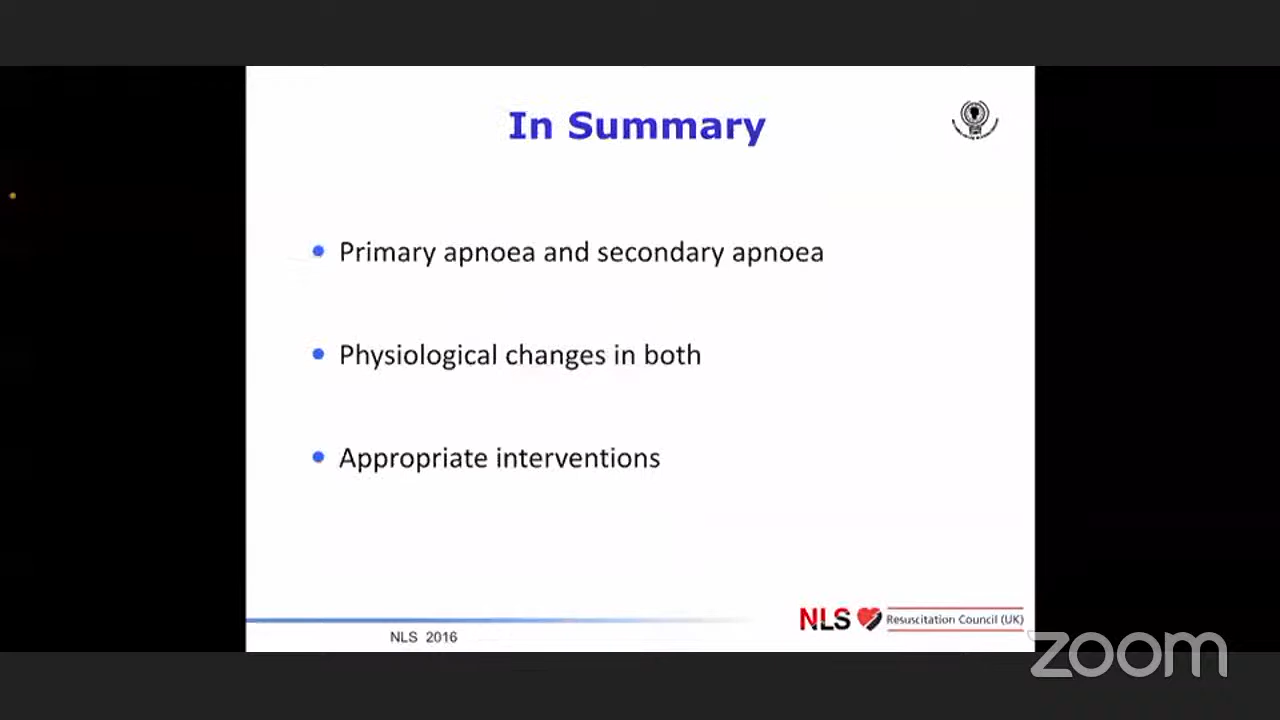 In Summary
Primary apnoea and secondary apnoea
Physiological changes in both
Appropriate interventions
NLS 2016
NLS Resuscitation Council (UK)
zoom